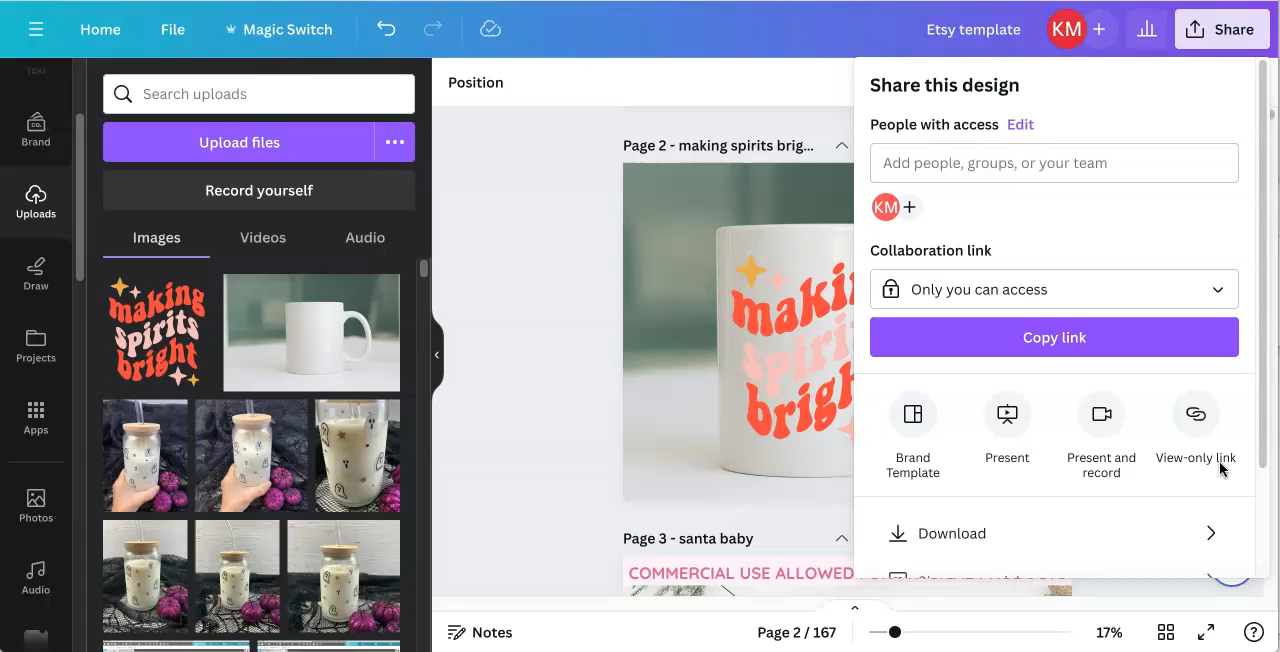 Home File Magic Switch Etsy template KM + Share
Text
Brand
Uploads
Draw
Projects
Apps
Photos
Audio
Search uploads
Upload files
Record yourself
Images Videos Audio
making
spirits
bright
Position
Page 2 - making spirits brig...
making
spirit
bright
Page 3 - santa baby
COMMERCIAL USE ALLOWED
Share this design
People with access Edit
Add people, groups, or your team
KM +
Collaboration link
Only you can access
Copy link
Brand
Template
Present
Present and
record
View-only link
Download
Notes Page 2 / 167 17%